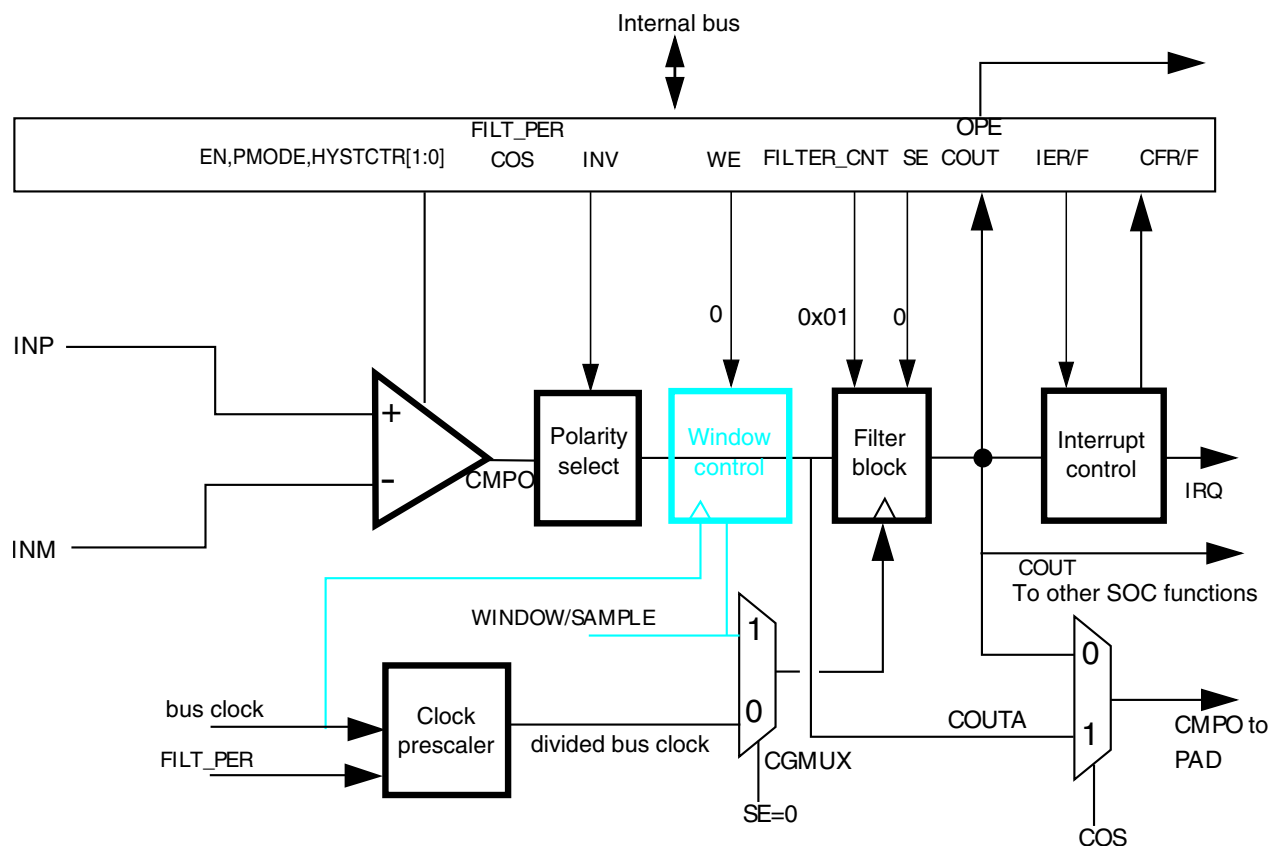 Internal bus
FILT_PER
OPE
EN,PMODE,HYSTCTR[1:0]
COS
INV
WE
FILTER_CNT
SE
COUT
IER/F
CFR/F
0
0x01
0
INP
+
-
INM
CMPO
Polarity
select
Window
control
Filter
block
Interrupt
control
IRQ
COUT
To other SOC functions
WINDOW/SAMPLE
1
0
bus clock
FILT_PER
Clock
prescaler
divided bus clock
CGMUX
SE=0
COUTA
0
1
CMPO to
PAD
COS